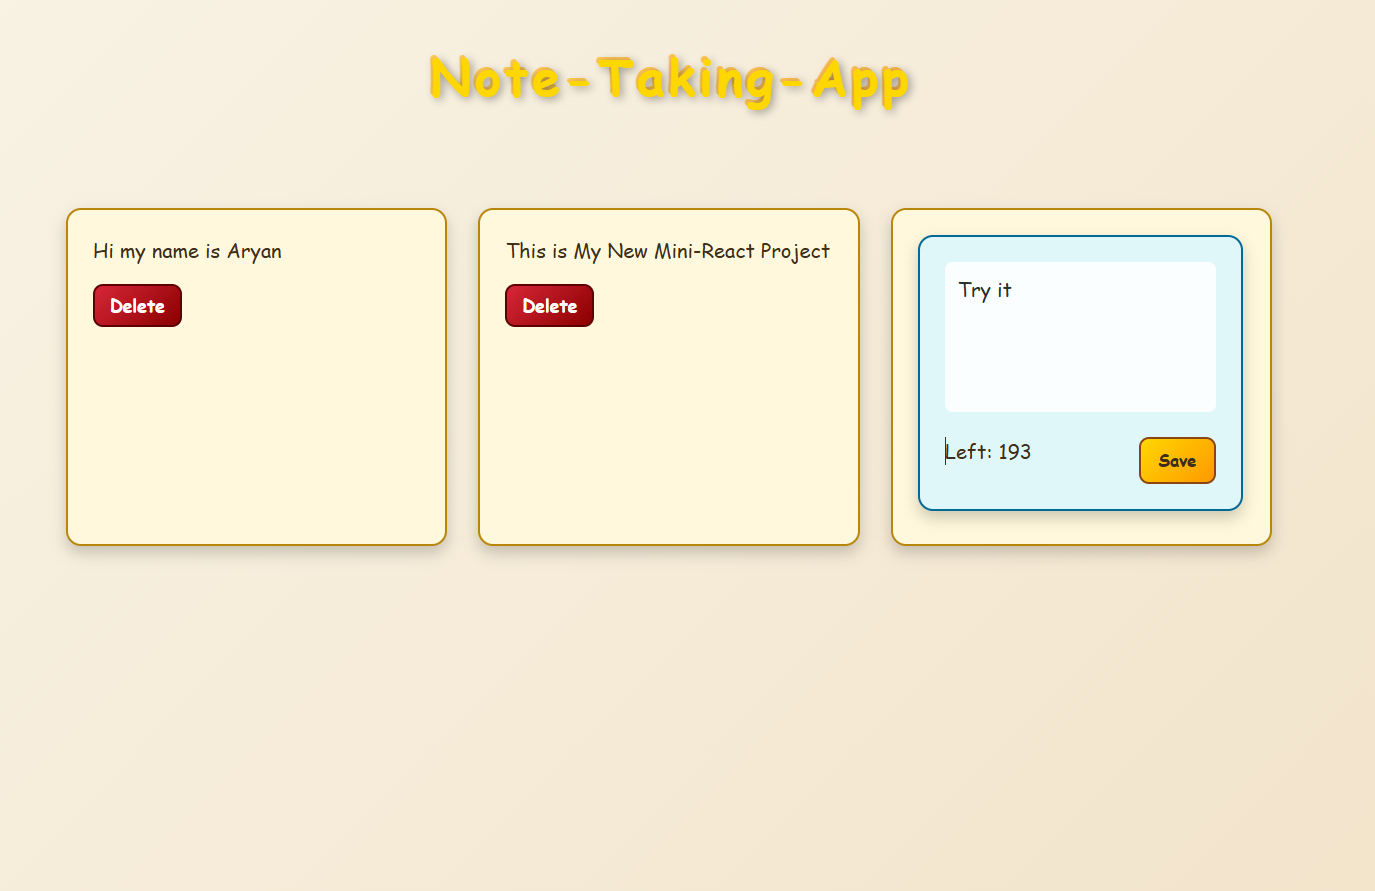 Note-Taking-App
Hi my name is Aryan
Delete
This is My New Mini-React Project
Delete
Try it
Left: 193
Save